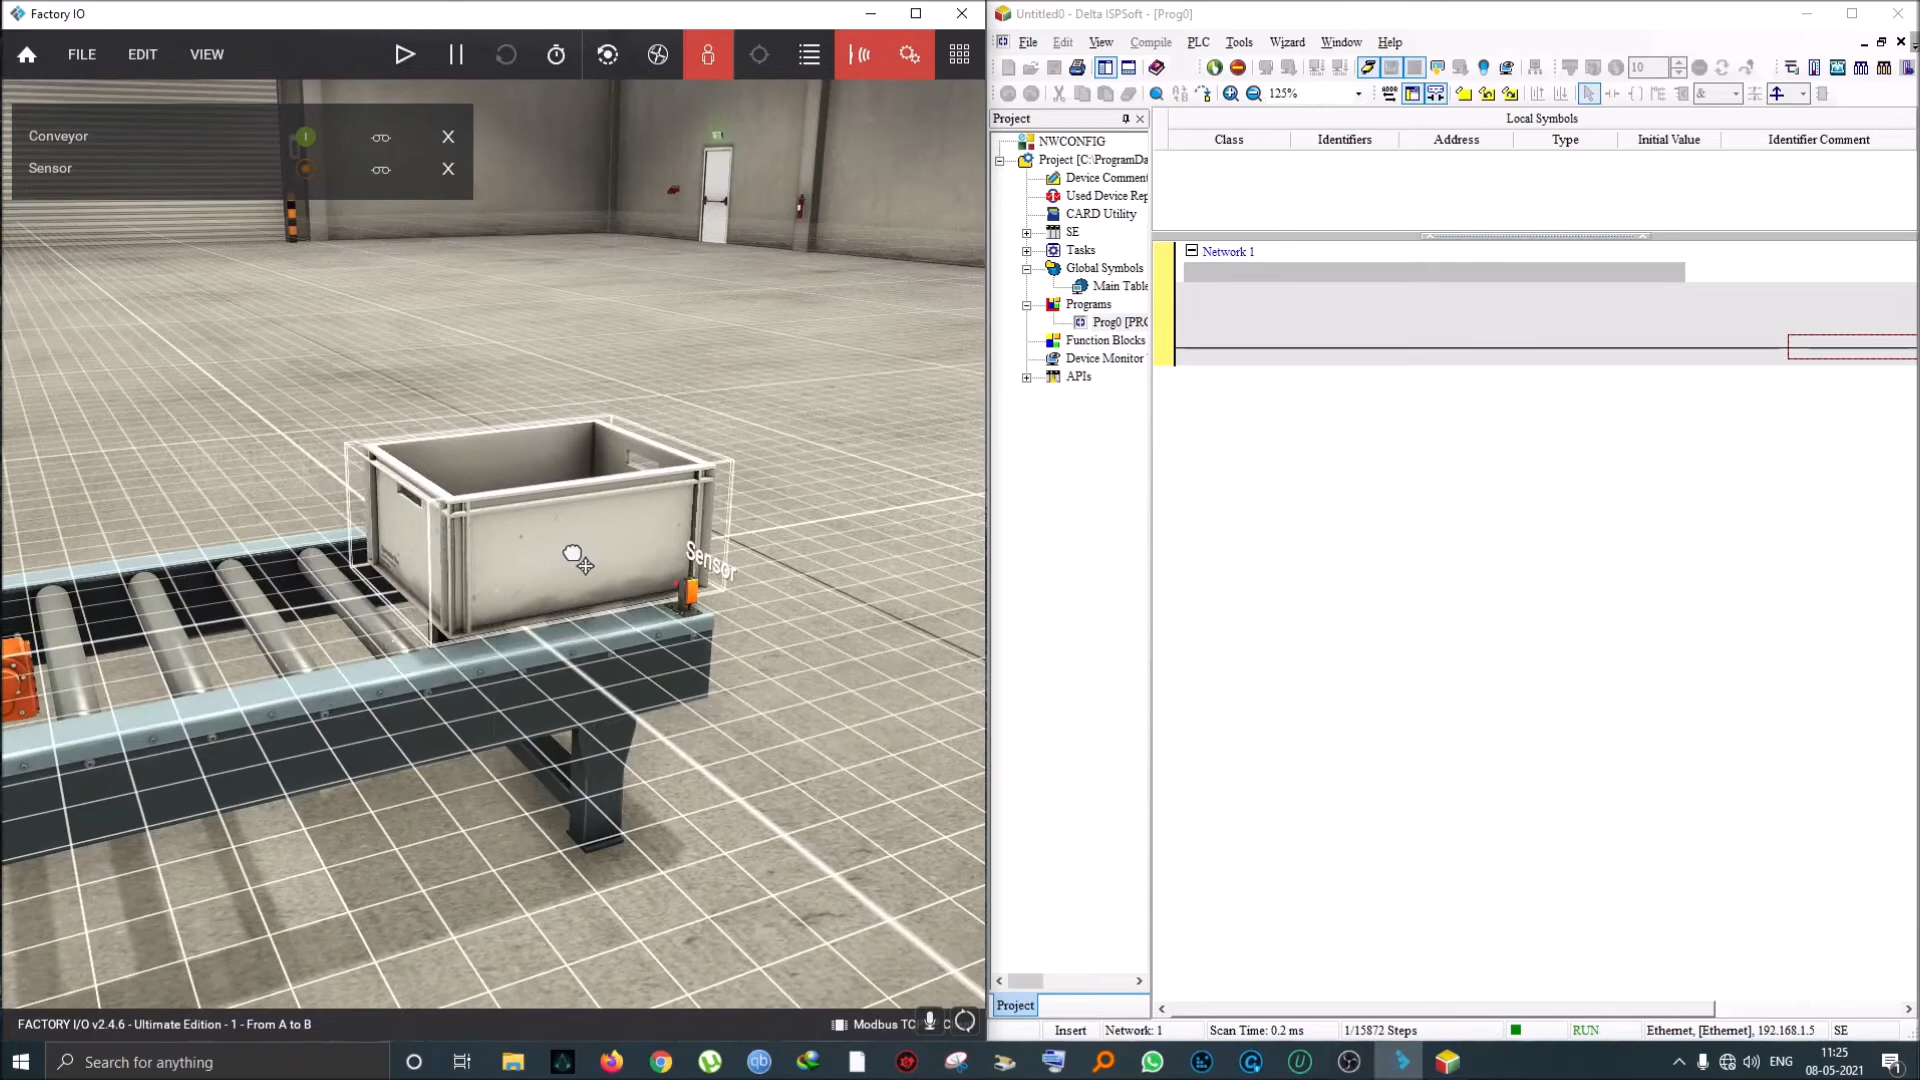 Factory IO
FILE EDIT VIEW
Conveyor X
Sensor X
Sensor
FACTORY I/O v2.4.6 - Ultimate Edition - 1 - From A to B
Modbus TC
Untitled0 - Delta ISPSoft - [Prog0]
File Edit View Compile PLC Tools Wizard Window Help
10
125%
&
Project
NWCONFIG
Project [C:\ProgramDa
Device Comment
Used Device Rep
CARD Utility
SE
Tasks
Global Symbols
Main Table
Programs
Prog0 [PRO
Function Blocks
Device Monitor
APIs
Project
Local Symbols
Class Identifiers Address Type Initial Value Identifier Comment
Network 1
Insert Network: 1 Scan Time: 0.2 ms 1/15872 Steps RUN Ethernet, [Ethernet], 192.168.1.5 SE
Search for anything
ENG
11:25
08-05-2021